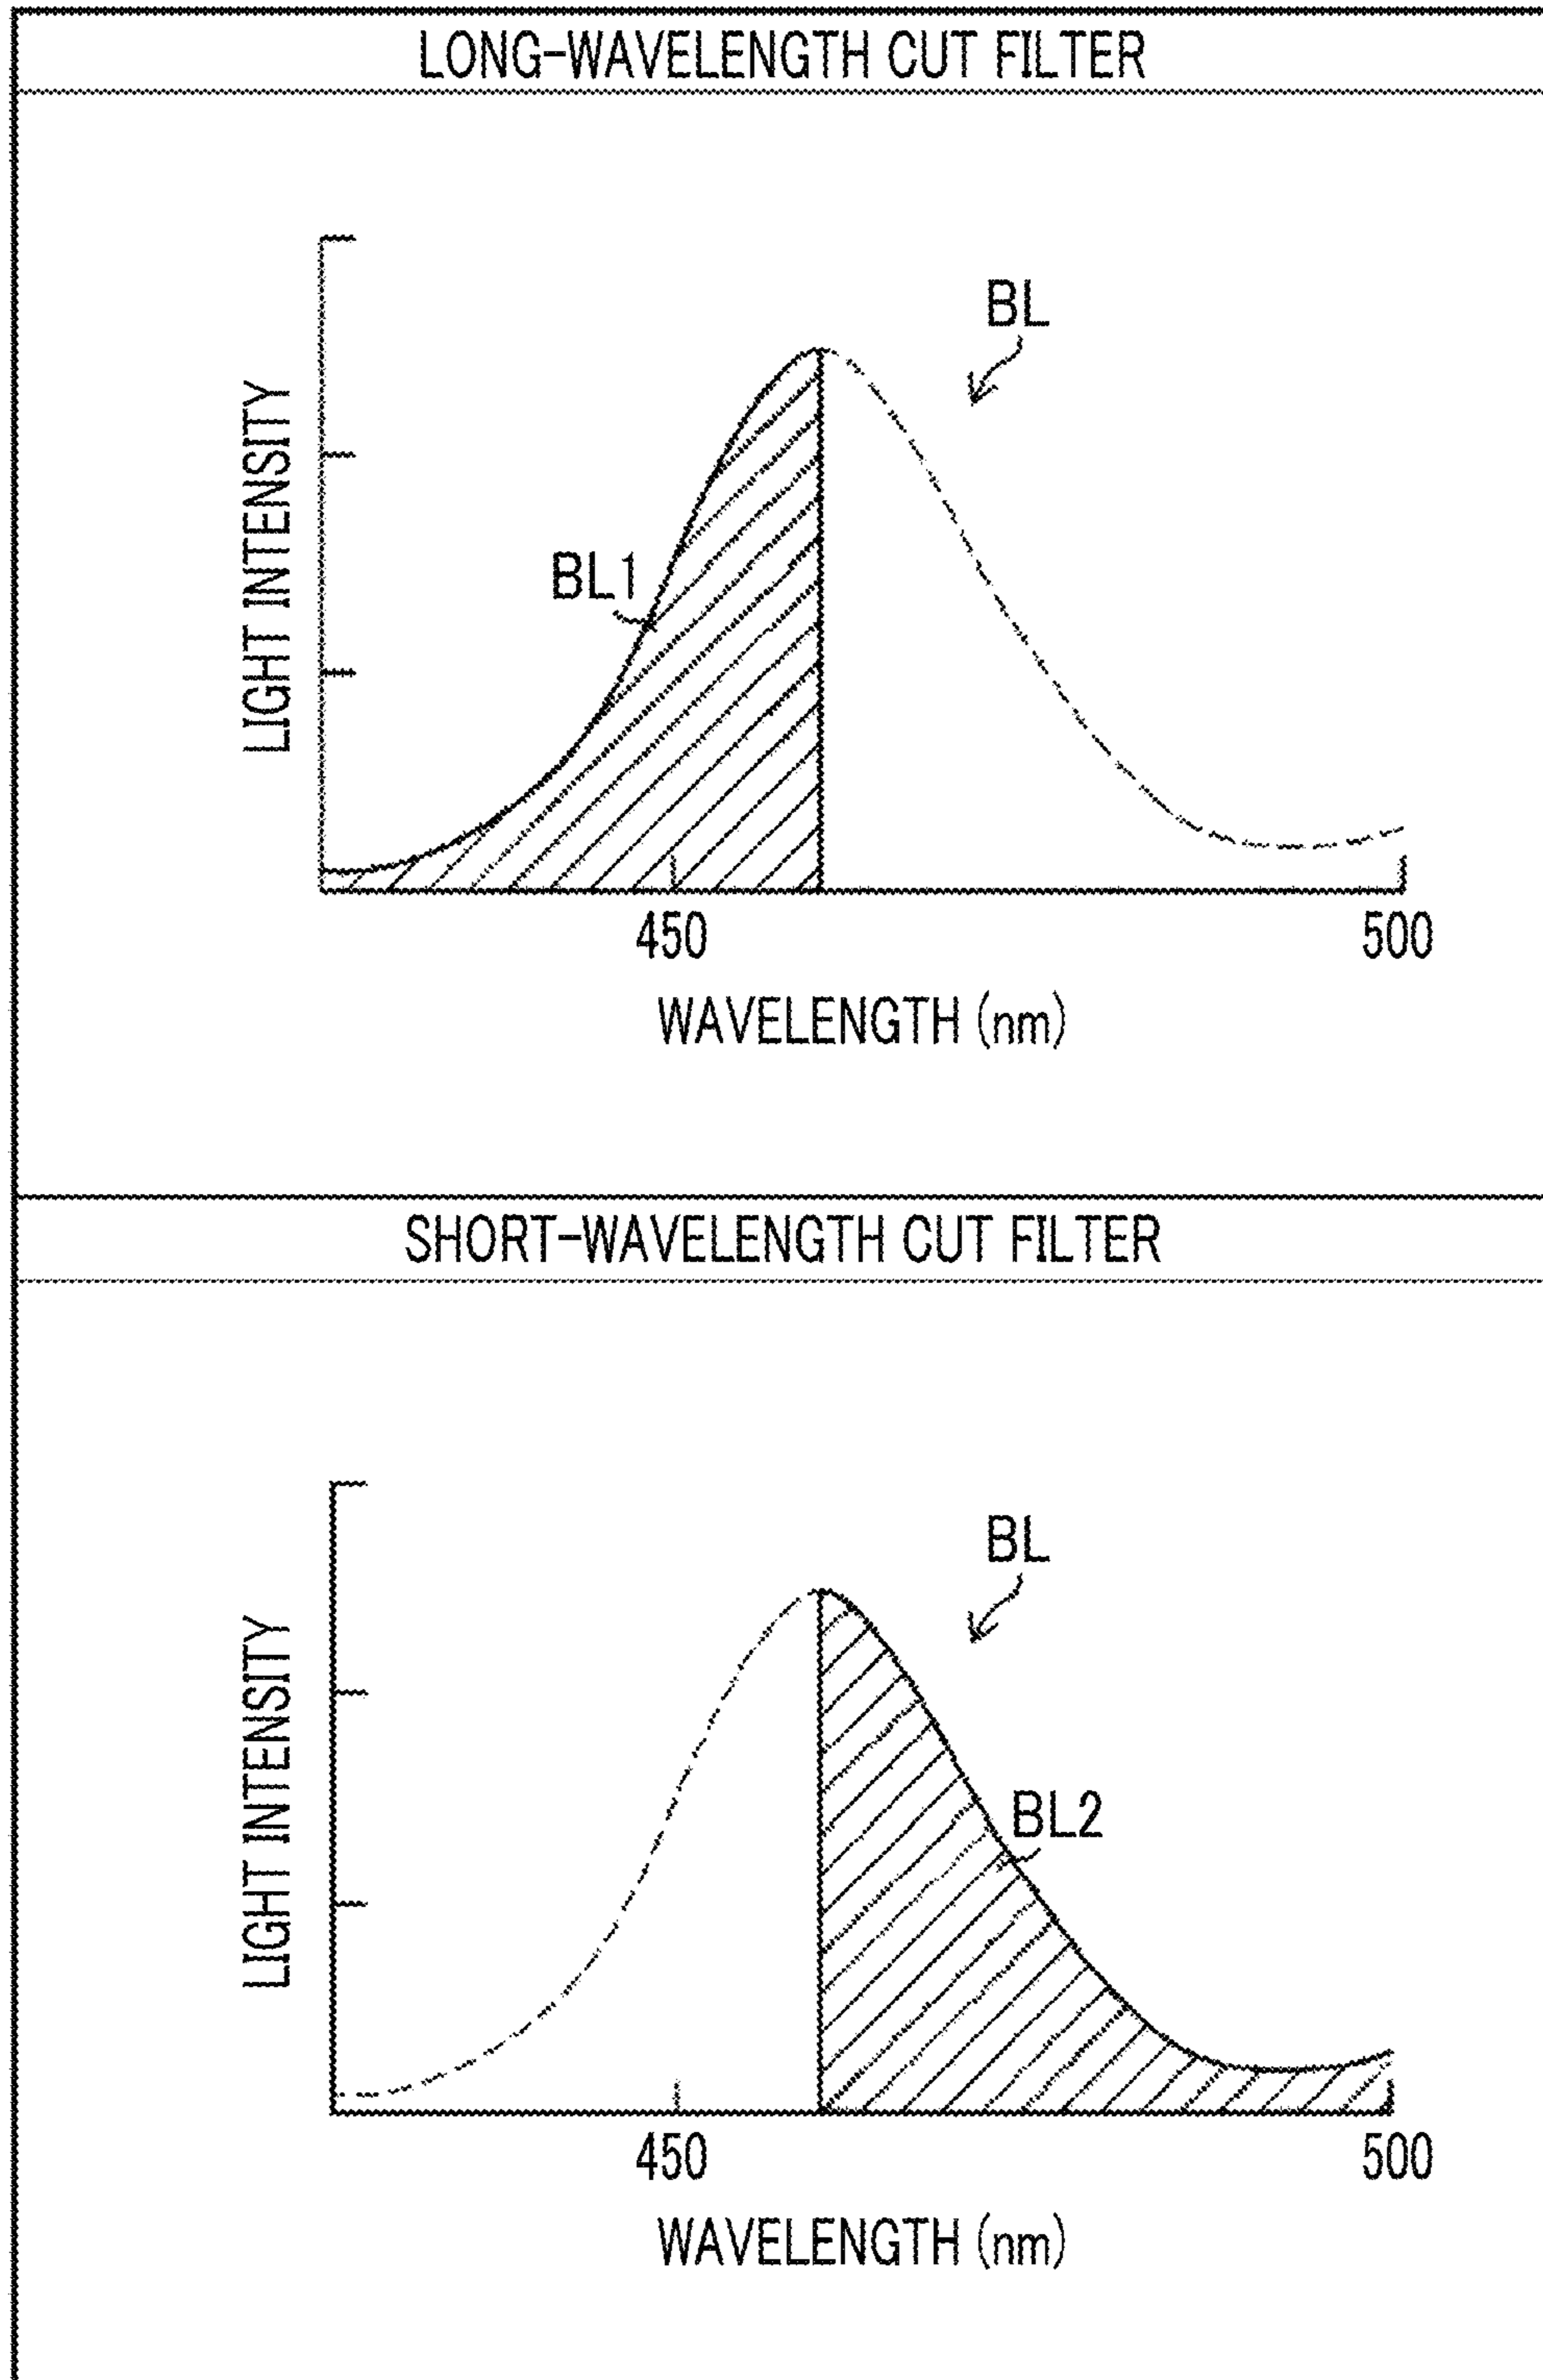 LONG-WAVELENGTH CUT FILTER
BL
BL1
LIGHT INTENSITY
450
500
WAVELENGTH (nm)
SHORT-WAVELENGTH CUT FILTER
BL
BL2
LIGHT INTENSITY
450
500
WAVELENGTH (nm)